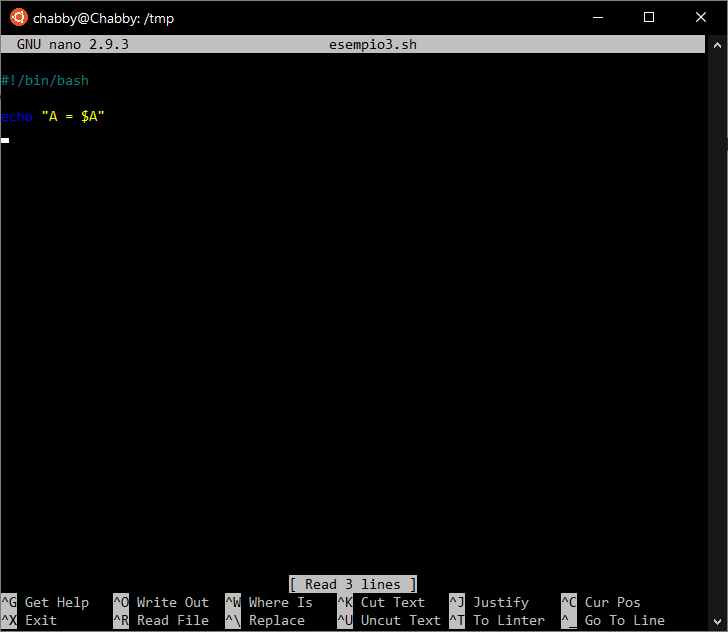 chabby@Chabby: /tmp
GNU nano 2.9.3 esempio3.sh
#!/bin/bash
echo "A = $A"
[ Read 3 lines ]
^G Get Help ^O Write Out ^W Where Is ^K Cut Text ^J Justify ^C Cur Pos
^X Exit ^R Read File ^\ Replace ^U Uncut Text ^T To Linter ^_ Go To Line